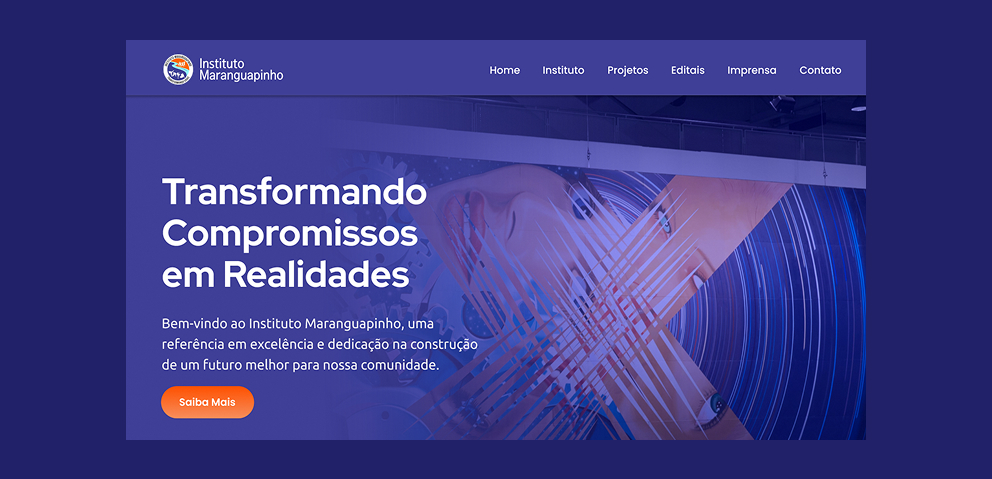 Instituto
Maranguapinho
Home Instituto Projetos Editais Imprensa Contato
Transformando
Compromissos
em Realidades
Bem-vindo ao Instituto Maranguapinho, uma
referência em excelência e dedicação na construção
de um futuro melhor para nossa comunidade.
Saiba Mais